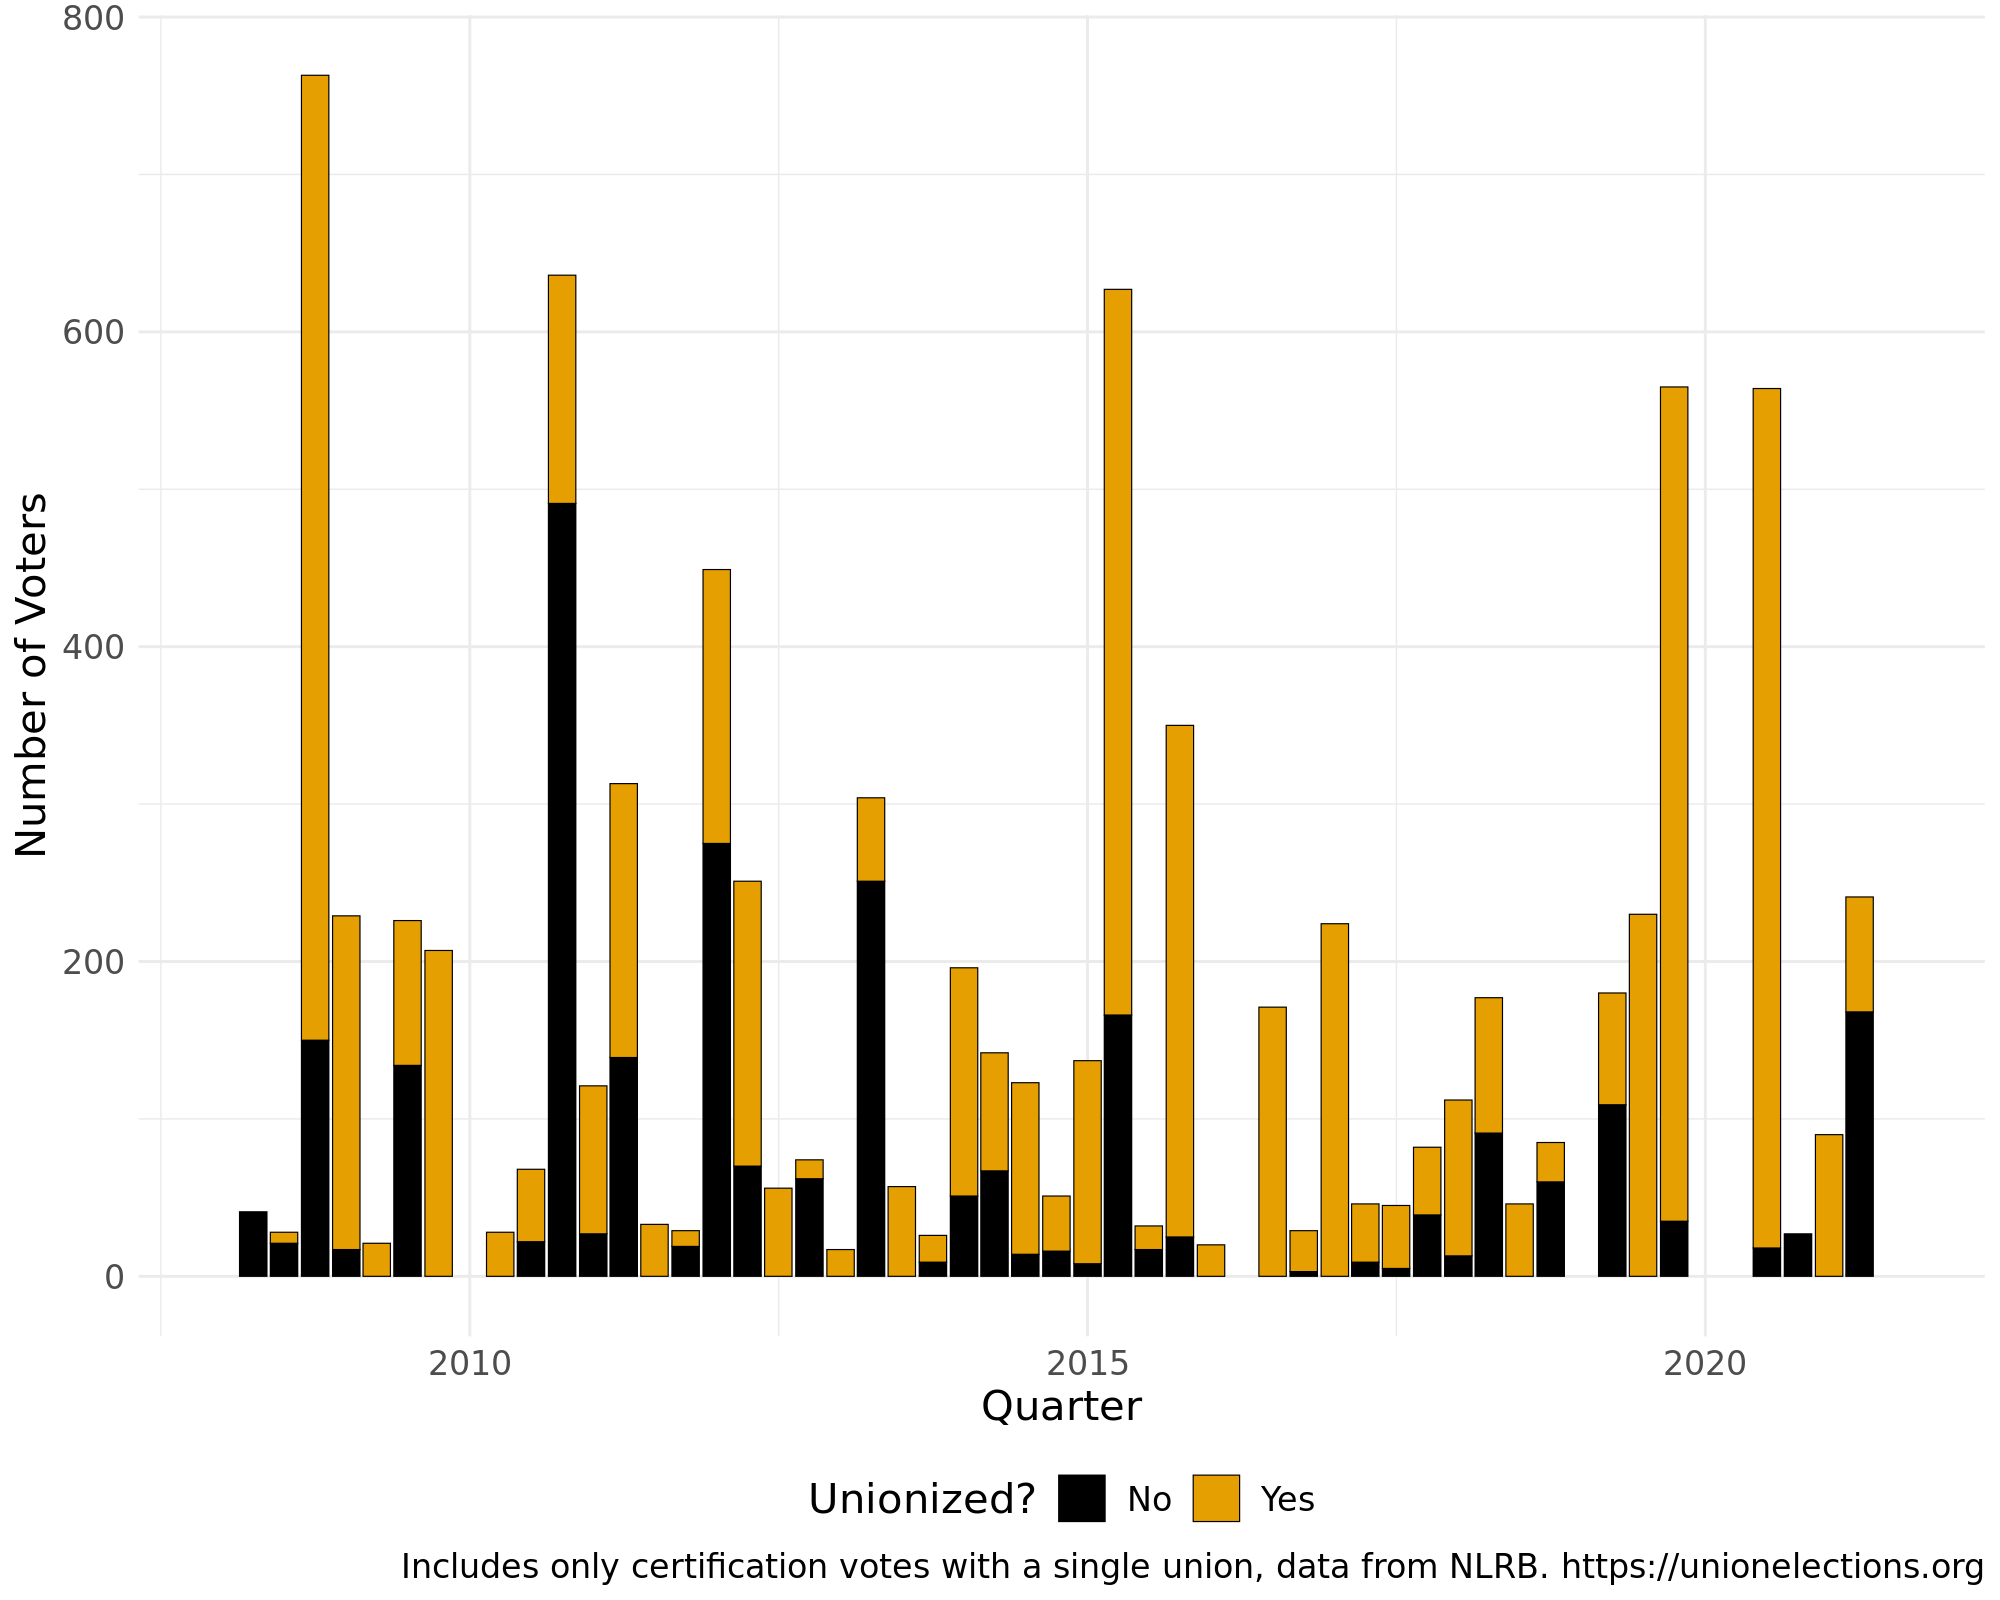 800
600
400
200
0
Number of Voters
2010 2015 2020
Quarter
Unionized? No Yes
Includes only certification votes with a single union, data from NLRB. https://unionelections.org